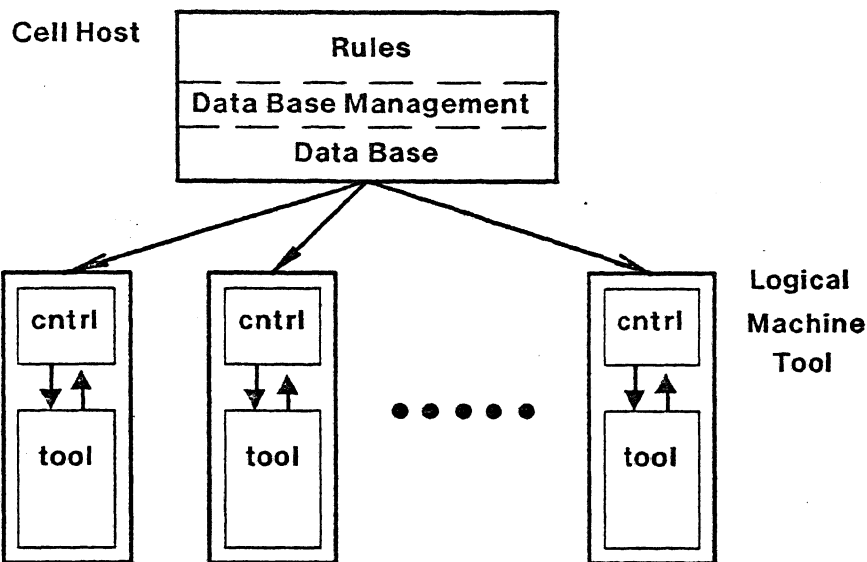 Cell Host
Rules
Data Base Management
Data Base
Logical
Machine
Tool
cntrl
cntrl
cntrl
tool
tool
tool